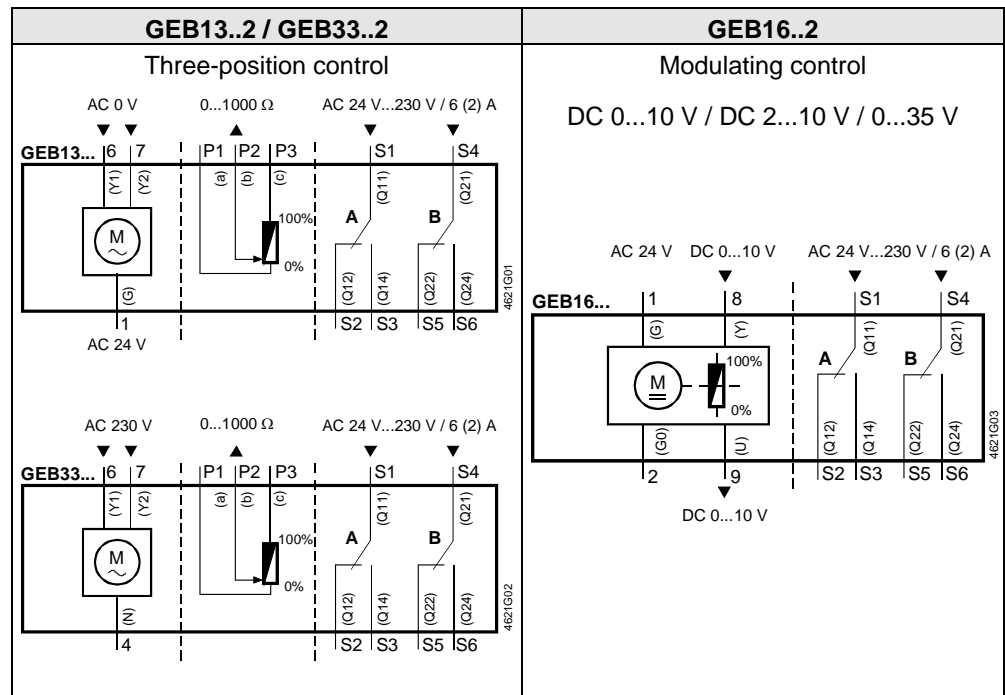 GEB13..2 / GEB33..2
Three-position control
AC 0 V 0...1000 Ω AC 24 V...230 V / 6 (2) A
GEB13... 6 7 P1 P2 P3 S1 S4
(Y1) (Y2) (a) (b) (c) (Q11) (Q21)
100% A B
M
0%
(G) (Q12) (Q14) (Q22) (Q24) 4621G01
1 S2 S3 S5 S6
AC 24 V
AC 230 V 0...1000 Ω AC 24 V...230 V / 6 (2) A
GEB33... 6 7 P1 P2 P3 S1 S4
(Y1) (Y2) (a) (b) (c) (Q11) (Q21)
100% A B
M
0%
(N) (Q12) (Q14) (Q22) (Q24) 4621G02
4 S2 S3 S5 S6
GEB16..2
Modulating control
DC 0...10 V / DC 2...10 V / 0...35 V
AC 24 V DC 0...10 V AC 24 V...230 V / 6 (2) A
GEB16... 1 8 S1 S4
(G) (Y) (Q11) (Q21)
100% A B
M
0%
(G0) (U) (Q12) (Q14) (Q22) (Q24) 4621G03
2 9 S2 S3 S5 S6
DC 0...10 V